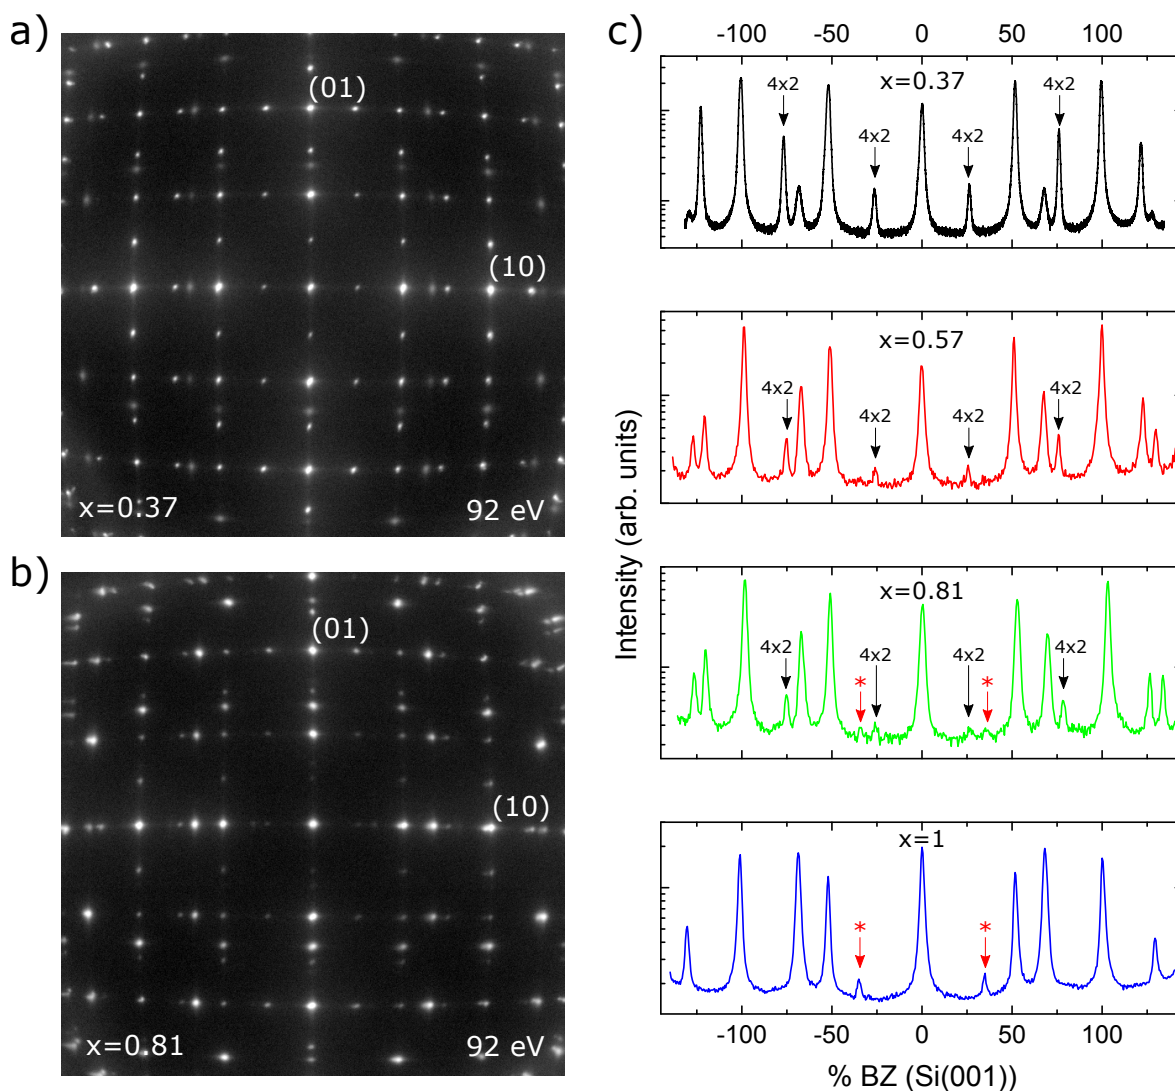 a)
(01)
(10)
x=0.37
92 eV
b)
(01)
(10)
x=0.81
92 eV
c)
-100 -50 0 50 100
x=0.37
4x2 4x2 4x2 4x2
x=0.57
4x2 4x2 4x2 4x2
x=0.81
4x2 * 4x2 4x2 * 4x2
x=1
* *
Intensity (arb. units)
-100 -50 0 50 100
% BZ (Si(001))